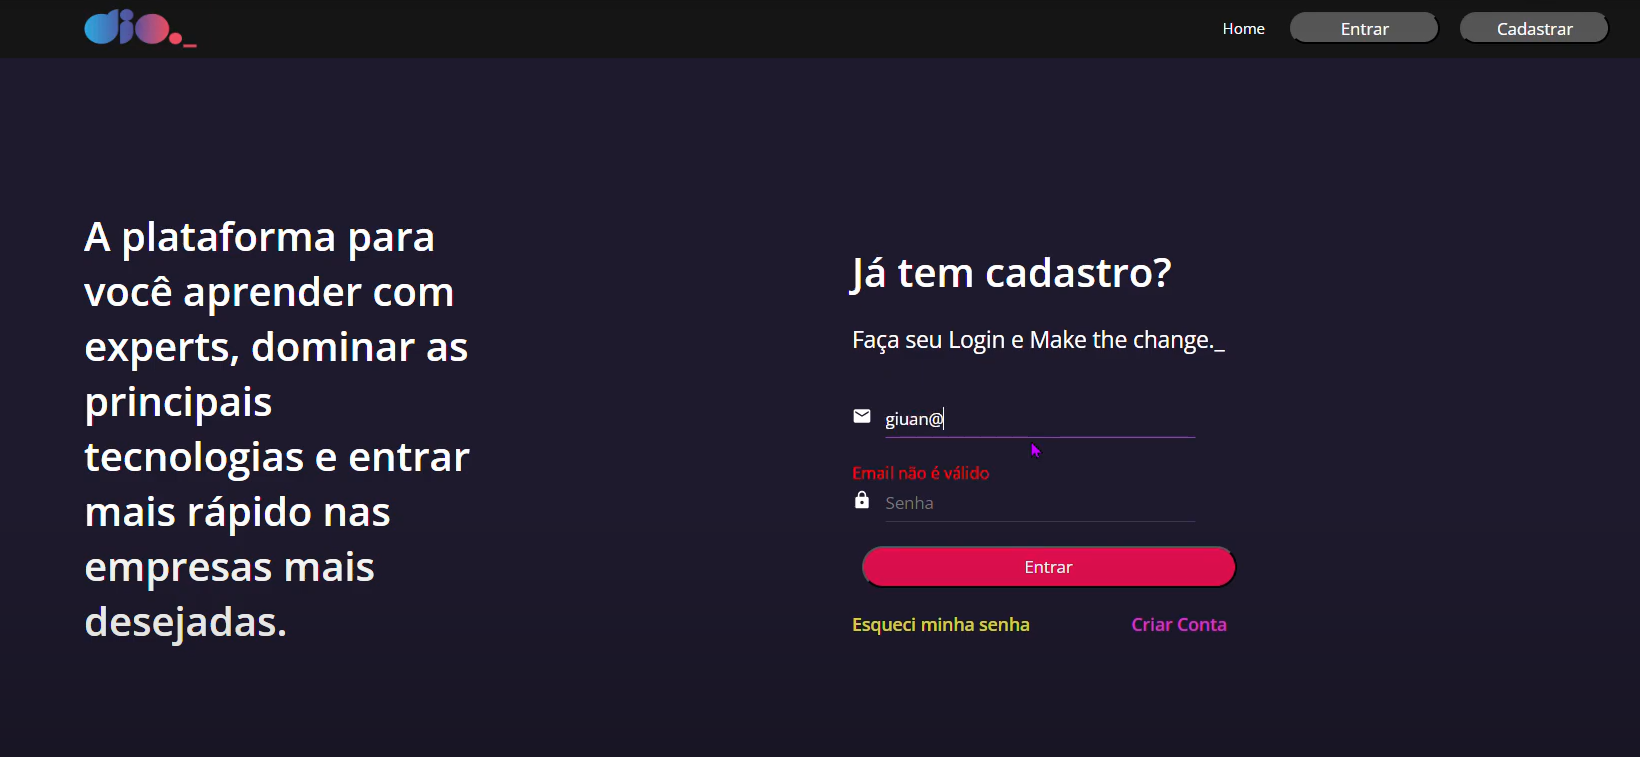 dio._
Home
Entrar
Cadastrar
A plataforma para
você aprender com
experts, dominar as
principais
tecnologias e entrar
mais rápido nas
empresas mais
desejadas.
Já tem cadastro?
Faça seu Login e Make the change._
giuan@
Email não é válido
Senha
Entrar
Esqueci minha senha
Criar Conta